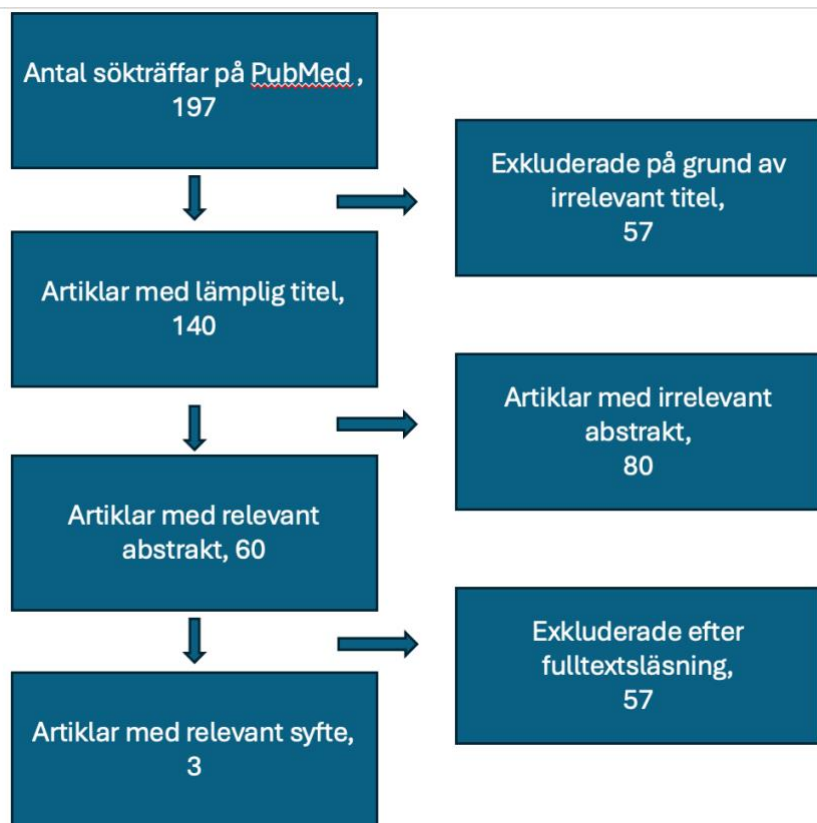 Antal sökträffar på PubMed ,
197
Exkluderade på grund av
irrelevant titel,
57
Artiklar med lämplig titel,
140
Artiklar med irrelevant
abstrakt,
80
Artiklar med relevant
abstrakt, 60
Exkluderade efter
fulltextsläsning,
57
Artiklar med relevant syfte,
3